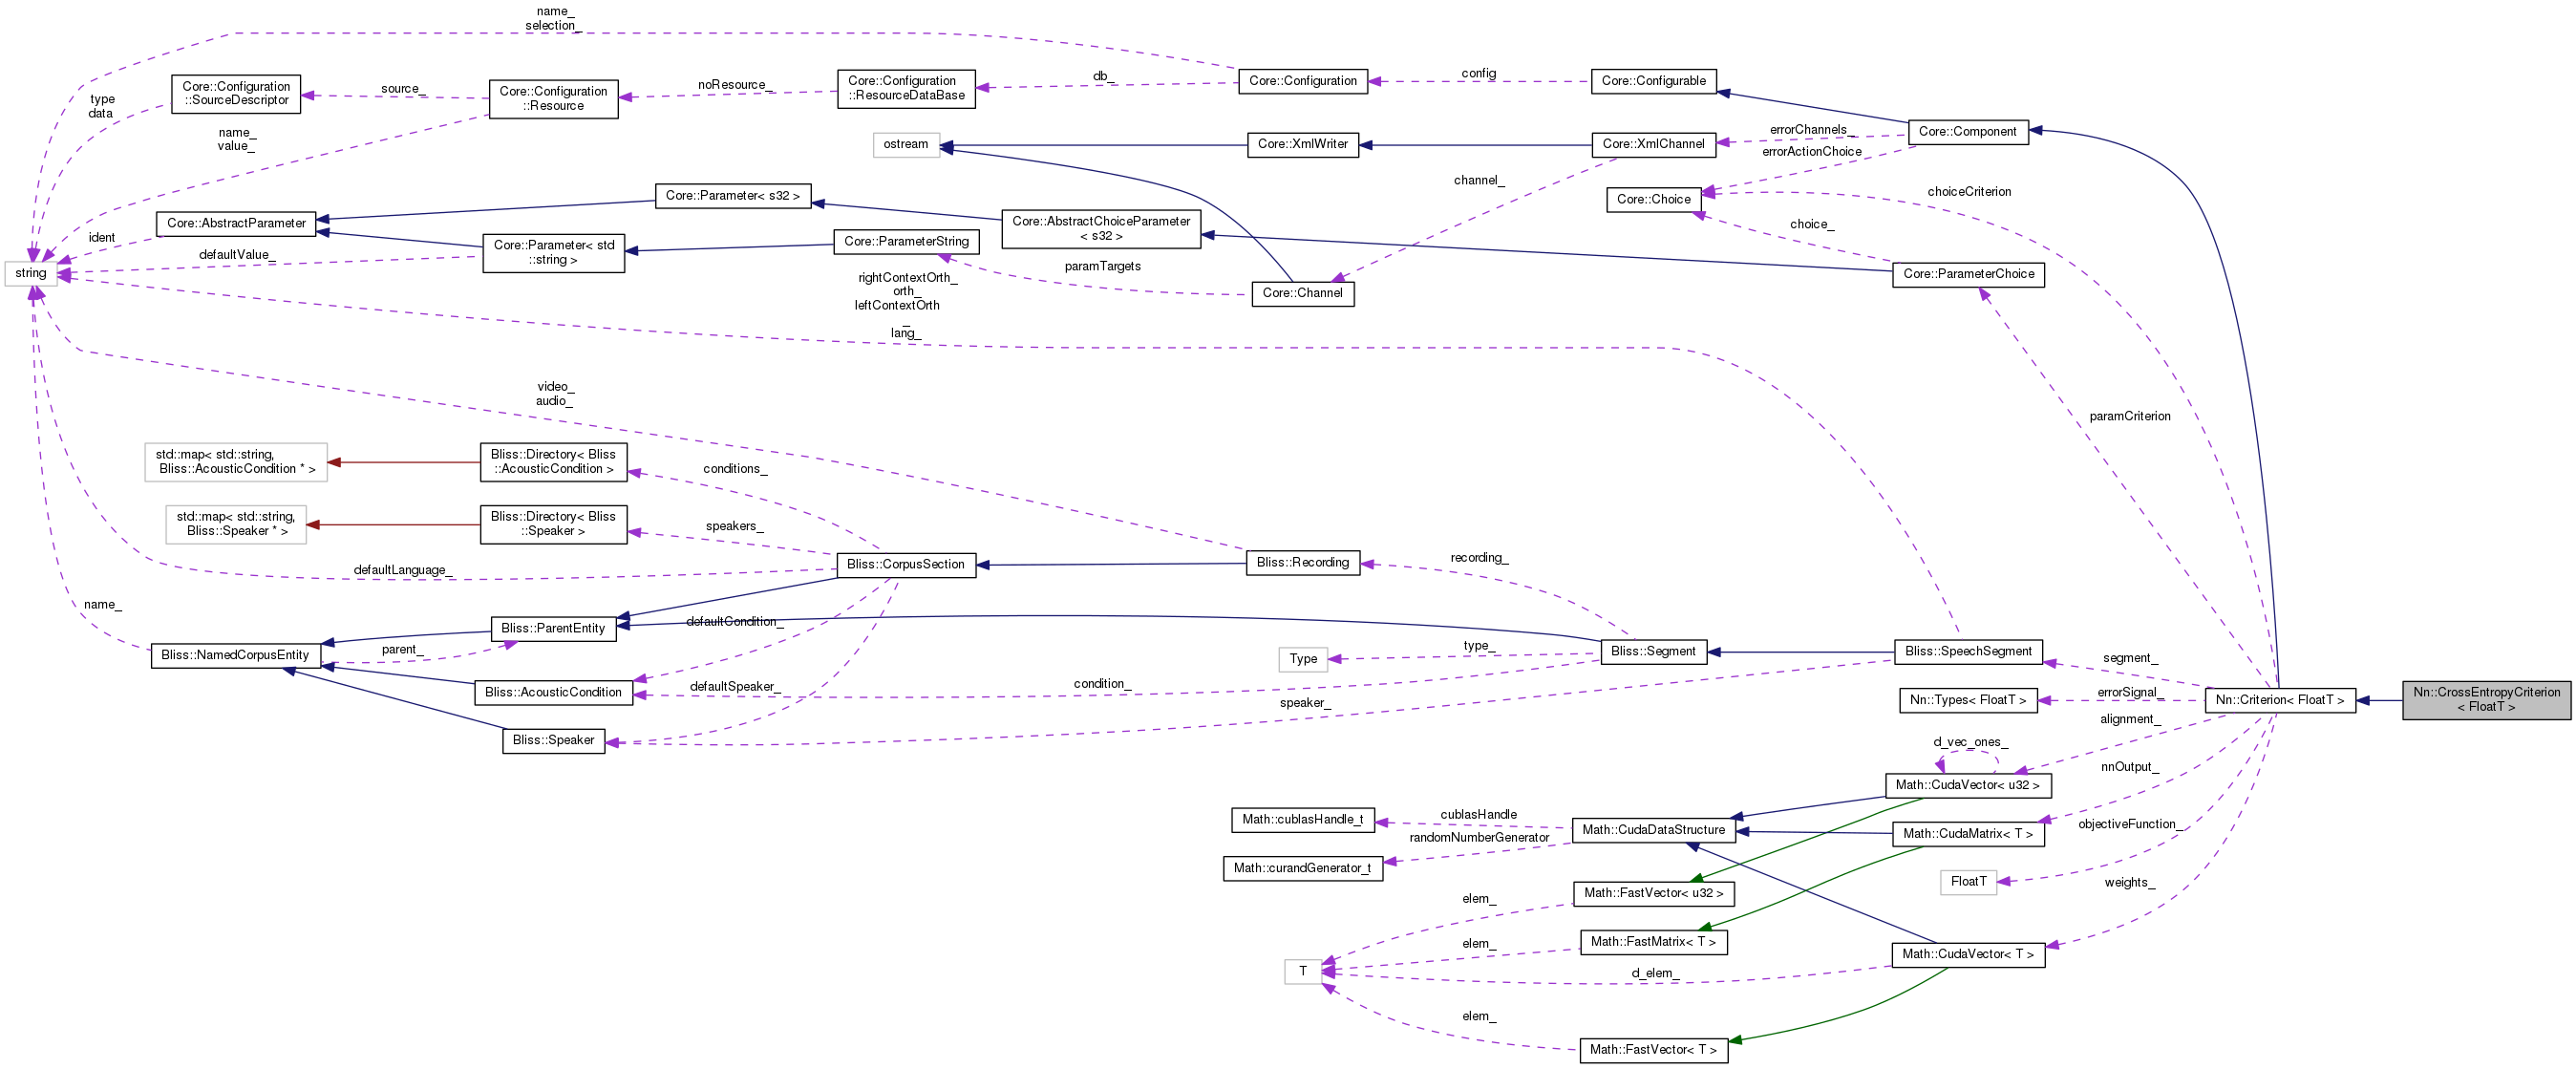 name_
selection_
Core::Configuration
::SourceDescriptor
type
data
source_
Core::Configuration
::Resource
noResource_
Core::Configuration
::ResourceDataBase
db_
Core::Configuration
config
Core::Configurable
name_
value_
ostream
Core::XmlWriter
Core::XmlChannel
errorChannels_
errorActionChoice
Core::Component
channel_
Core::Choice
choiceCriterion
choice_
Core::Parameter< s32 >
Core::AbstractParameter
Core::AbstractChoiceParameter
< s32 >
ident
Core::Parameter< std
::string >
Core::ParameterString
defaultValue_
string
paramTargets
Core::Channel
Core::ParameterChoice
rightContextOrth_
orth_
leftContextOrth
_
lang_
video_
audio_
paramCriterion
std::map< std::string,
Bliss::AcousticCondition * >
Bliss::Directory< Bliss
::AcousticCondition >
conditions_
std::map< std::string,
Bliss::Speaker * >
Bliss::Directory< Bliss
::Speaker >
speakers_
defaultLanguage_
Bliss::CorpusSection
Bliss::Recording
recording_
name_
Bliss::ParentEntity
defaultCondition_
Bliss::NamedCorpusEntity
parent_
Type
type_
Bliss::Segment
Bliss::SpeechSegment
segment_
Bliss::AcousticCondition
defaultSpeaker_
condition_
speaker_
Bliss::Speaker
Nn::Types< FloatT >
errorSignal_
Nn::Criterion< FloatT >
Nn::CrossEntropyCriterion
< FloatT >
alignment_
d_vec_ones_
nnOutput_
Math::CudaVector< u32 >
Math::cublasHandle_t
cublasHandle
randomNumberGenerator
Math::CudaDataStructure
Math::CudaMatrix< T >
objectiveFunction_
Math::curandGenerator_t
FloatT
weights_
Math::FastVector< u32 >
elem_
Math::FastMatrix< T >
elem_
Math::CudaVector< T >
T
d_elem_
elem_
Math::FastVector< T >